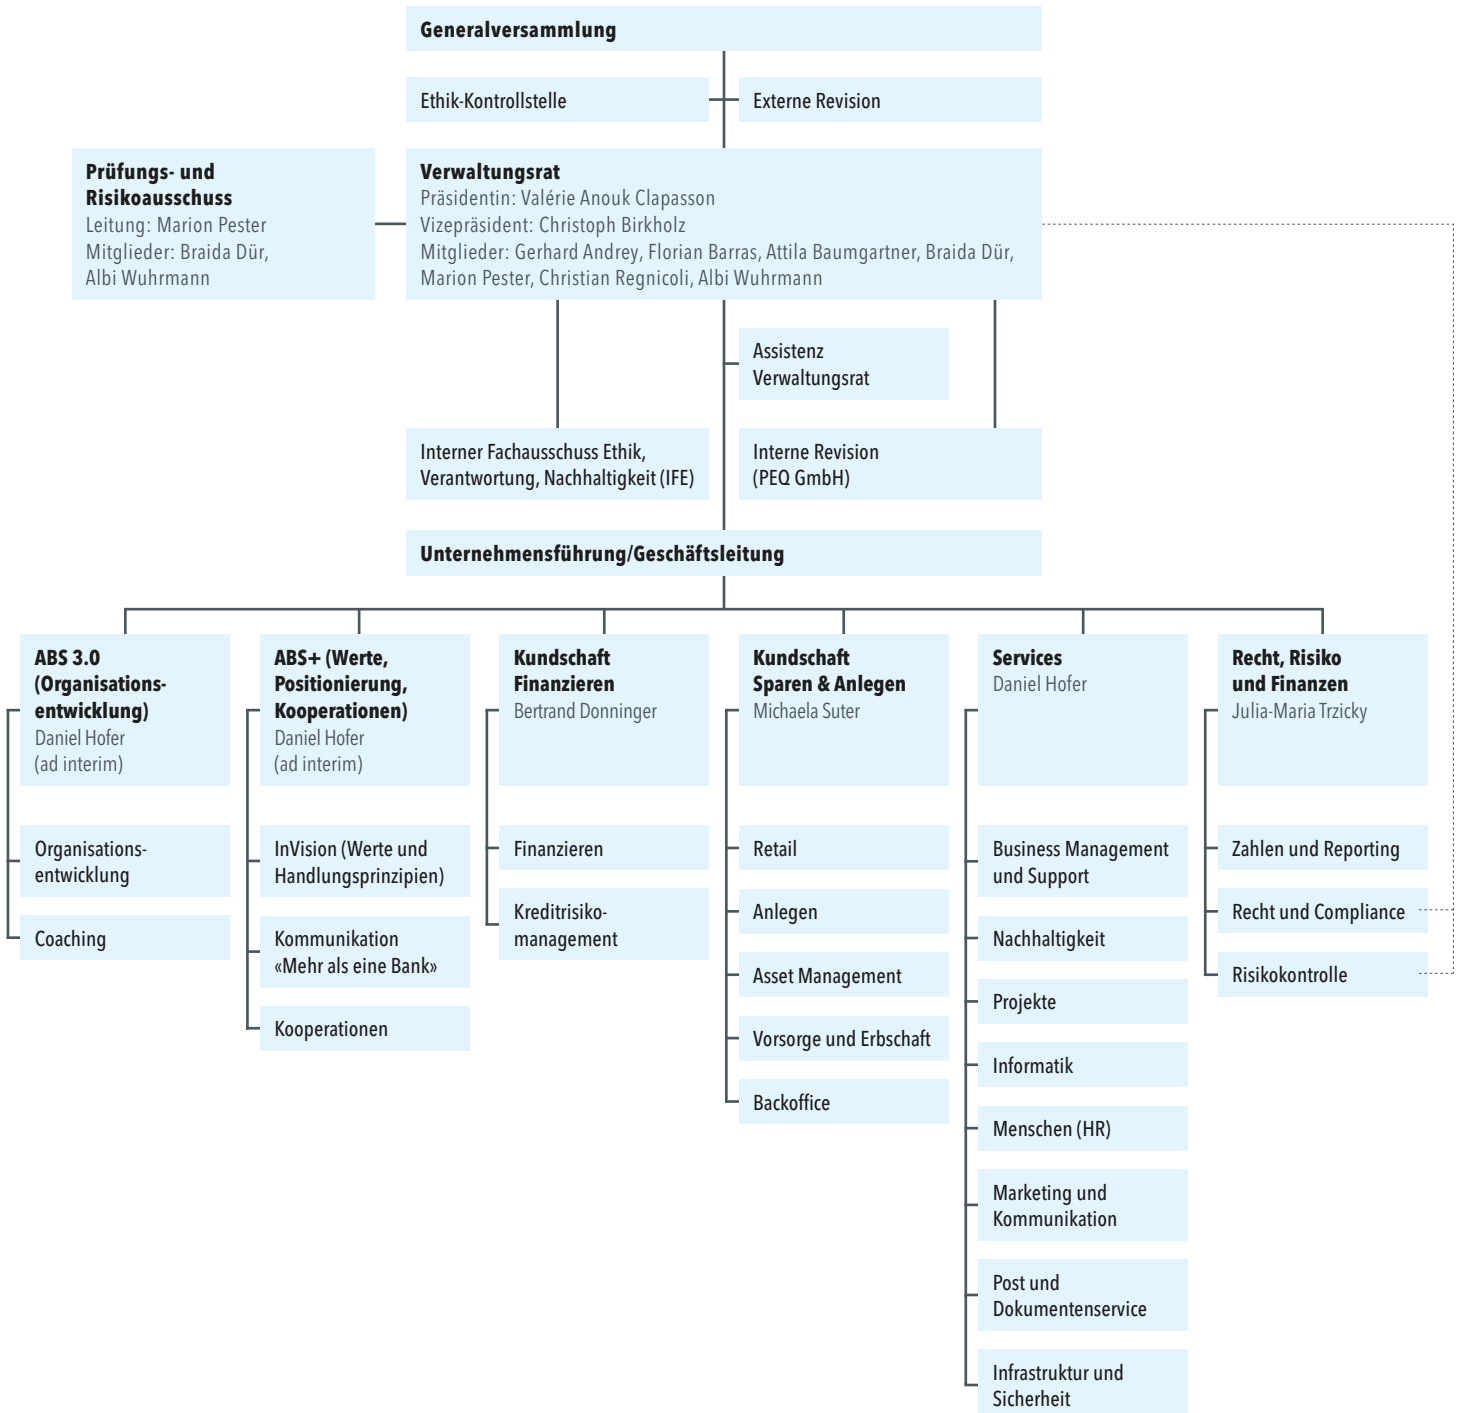 Generalversammlung
Ethik-Kontrollstelle
Externe Revision
Prüfungs- und
Risikoausschuss
Leitung: Marion Pester
Mitglieder: Braida Dür,
Albi Wuhrmann
Verwaltungsrat
Präsidentin: Valérie Anouk Clapasson
Vizepräsident: Christoph Birkholz
Mitglieder: Gerhard Andrey, Florian Barras, Attila Baumgartner, Braida Dür,
Marion Pester, Christian Regnicoli, Albi Wuhrmann
Assistenz
Verwaltungsrat
Interner Fachausschuss Ethik,
Verantwortung, Nachhaltigkeit (IFE)
Interne Revision
(PEQ GmbH)
Unternehmensführung/Geschäftsleitung
ABS 3.0
(Organisations-
entwicklung)
Daniel Hofer
(ad interim)
Organisations-
entwicklung
Coaching
ABS+ (Werte,
Positionierung,
Kooperationen)
Daniel Hofer
(ad interim)
InVision (Werte und
Handlungsprinzipien)
Kommunikation
«Mehr als eine Bank»
Kooperationen
Kundschaft
Finanzieren
Bertrand Donninger
Finanzieren
Kreditrisiko-
management
Kundschaft
Sparen & Anlegen
Michaela Suter
Retail
Anlegen
Asset Management
Vorsorge und Erbschaft
Backoffice
Services
Daniel Hofer
Business Management
und Support
Nachhaltigkeit
Projekte
Informatik
Menschen (HR)
Marketing und
Kommunikation
Post und
Dokumentenservice
Infrastruktur und
Sicherheit
Recht, Risiko
und Finanzen
Julia-Maria Trzicky
Zahlen und Reporting
Recht und Compliance
Risikokontrolle